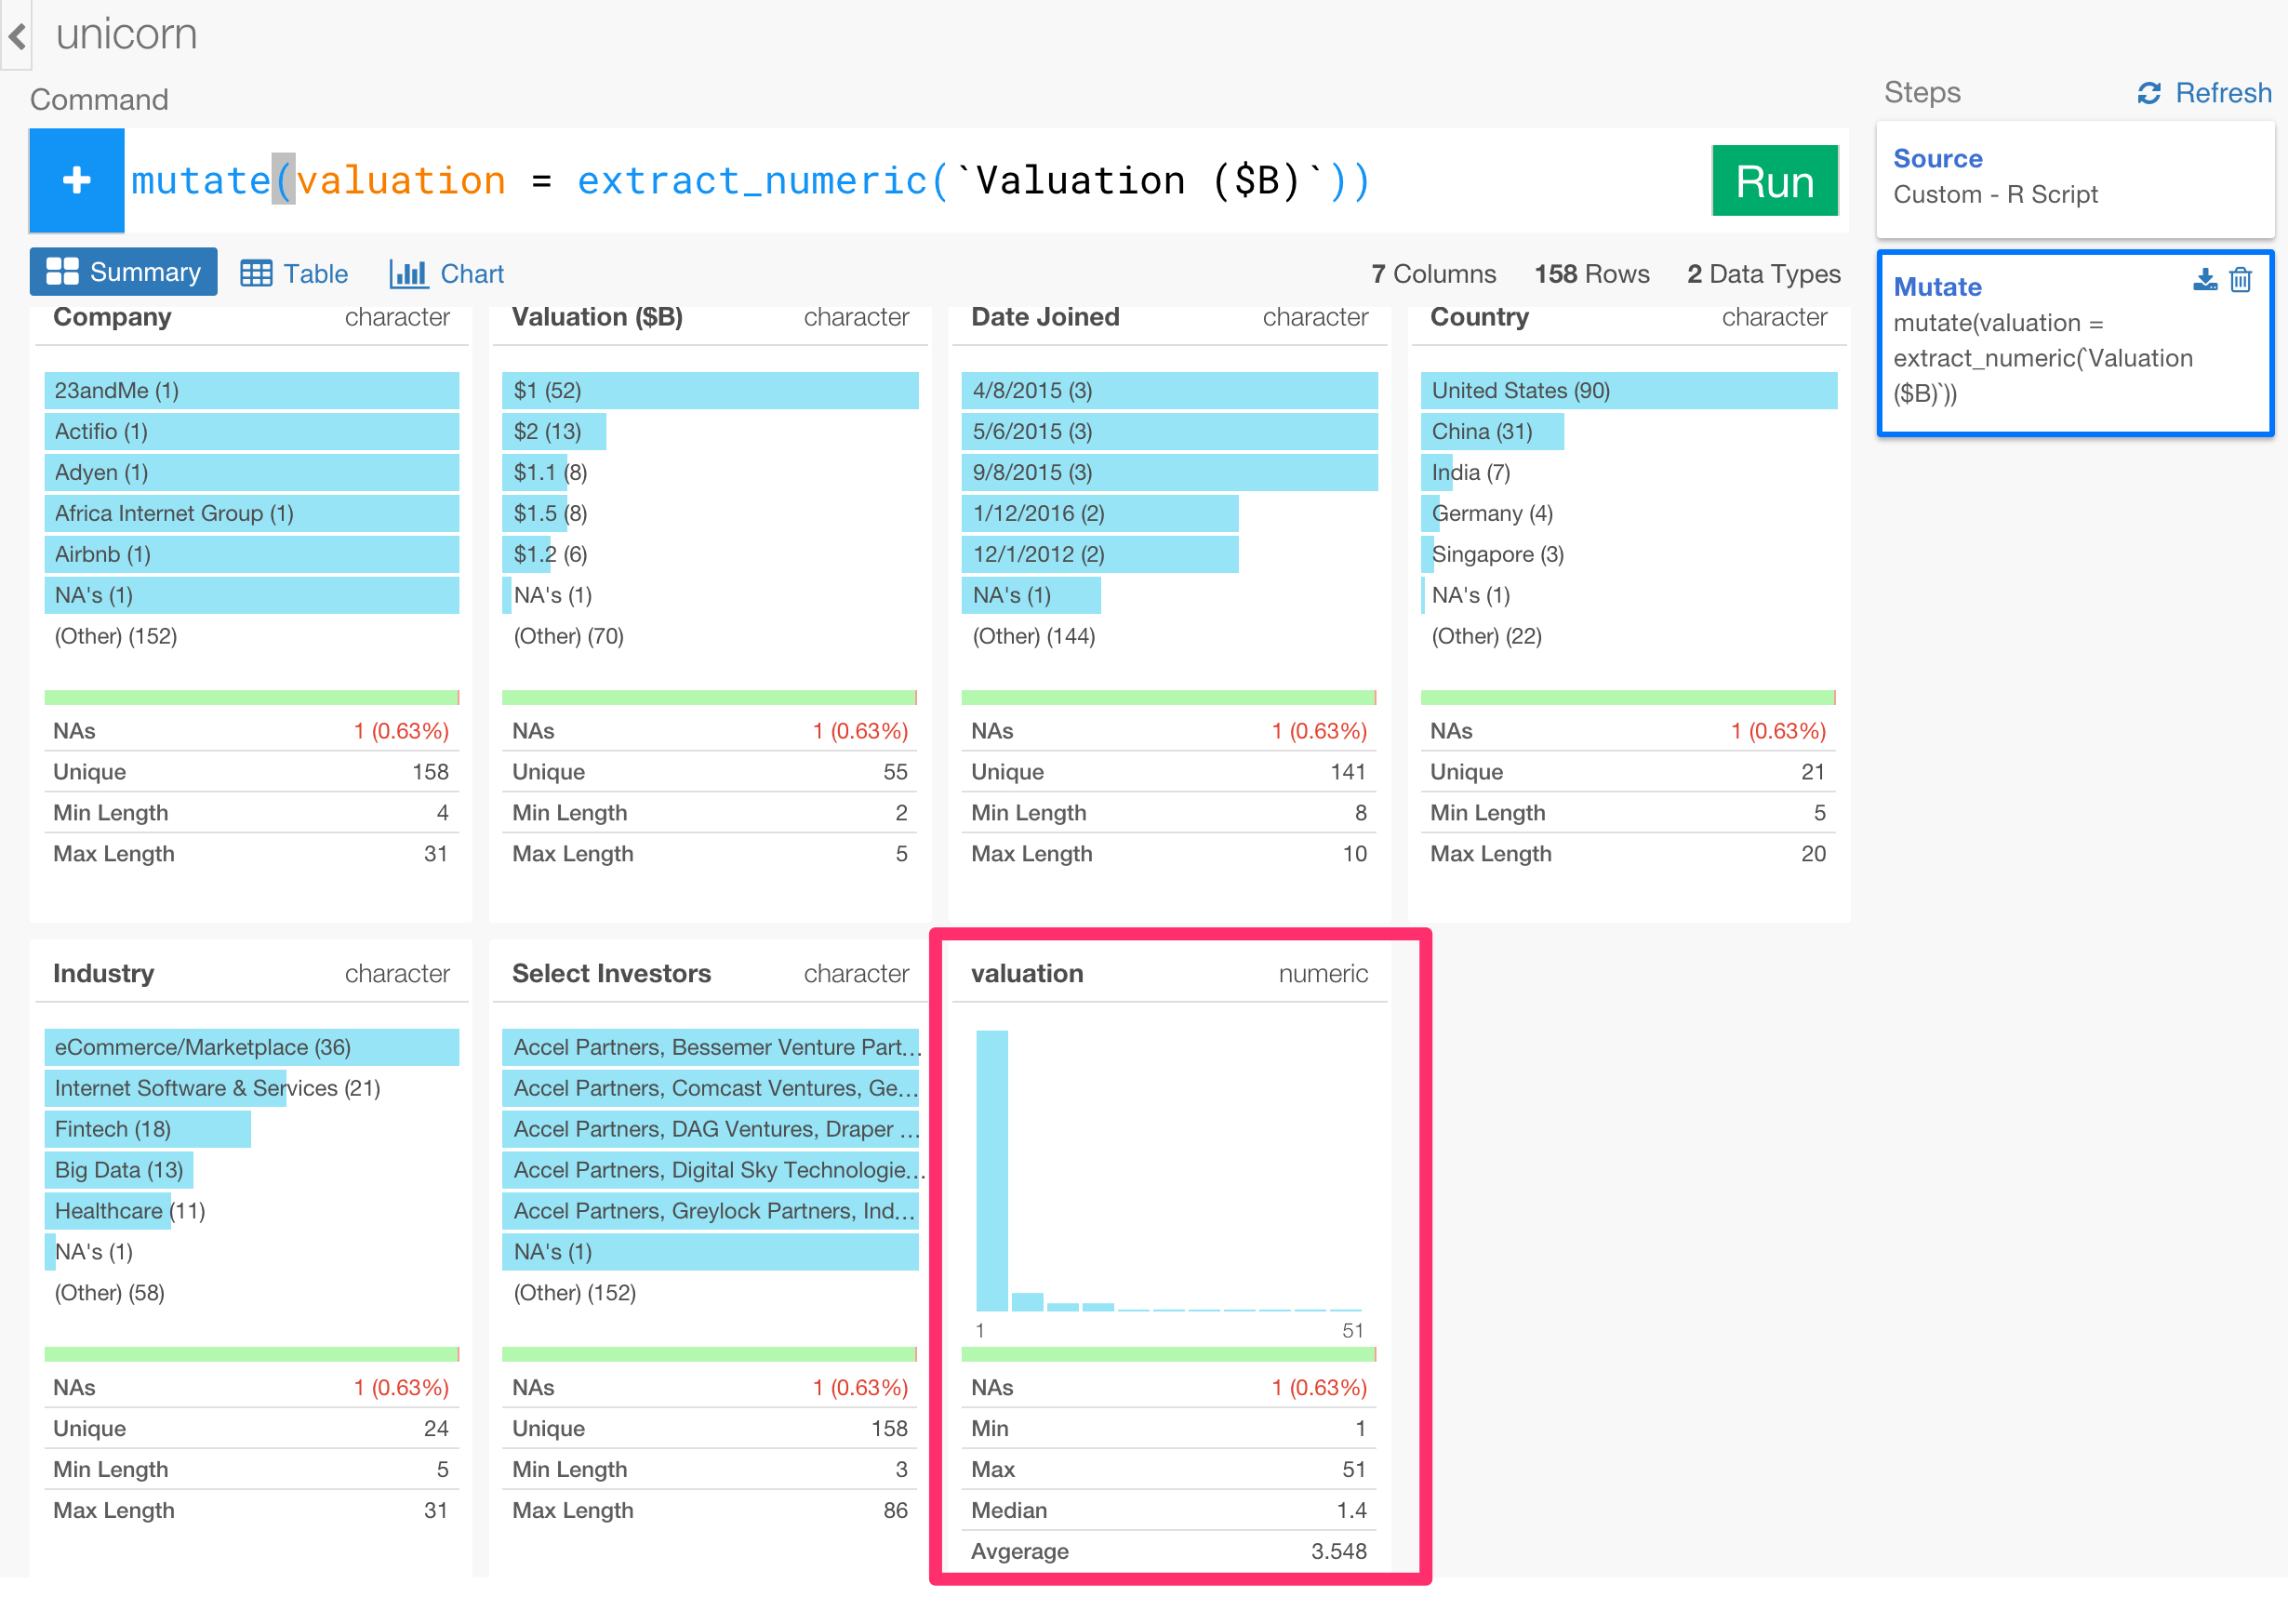 unicorn
Command
Steps
Refresh
+
mutate(valuation = extract_numeric(`Valuation ($B)`))
Run
Source
Custom - R Script
Summary
Table
Chart
7 Columns
158 Rows
2 Data Types
Mutate
mutate(valuation =
extract_numeric(`Valuation
($B)`))
Company
character
23andMe (1)
Actifio (1)
Adyen (1)
Africa Internet Group (1)
Airbnb (1)
NA's (1)
(Other) (152)
NAs 1 (0.63%)
Unique 158
Min Length 4
Max Length 31
Valuation ($B)
character
$1 (52)
$2 (13)
$1.1 (8)
$1.5 (8)
$1.2 (6)
NA's (1)
(Other) (70)
NAs 1 (0.63%)
Unique 55
Min Length 2
Max Length 5
Date Joined
character
4/8/2015 (3)
5/6/2015 (3)
9/8/2015 (3)
1/12/2016 (2)
12/1/2012 (2)
NA's (1)
(Other) (144)
NAs 1 (0.63%)
Unique 141
Min Length 8
Max Length 10
Country
character
United States (90)
China (31)
India (7)
Germany (4)
Singapore (3)
NA's (1)
(Other) (22)
NAs 1 (0.63%)
Unique 21
Min Length 5
Max Length 20
Industry
character
eCommerce/Marketplace (36)
Internet Software & Services (21)
Fintech (18)
Big Data (13)
Healthcare (11)
NA's (1)
(Other) (58)
NAs 1 (0.63%)
Unique 24
Min Length 5
Max Length 31
Select Investors
character
Accel Partners, Bessemer Venture Part...
Accel Partners, Comcast Ventures, Ge...
Accel Partners, DAG Ventures, Draper ...
Accel Partners, Digital Sky Technologie...
Accel Partners, Greylock Partners, Ind...
NA's (1)
(Other) (152)
NAs 1 (0.63%)
Unique 158
Min Length 3
Max Length 86
valuation
numeric
1 51
NAs 1 (0.63%)
Min 1
Max 51
Median 1.4
Avgerage 3.548